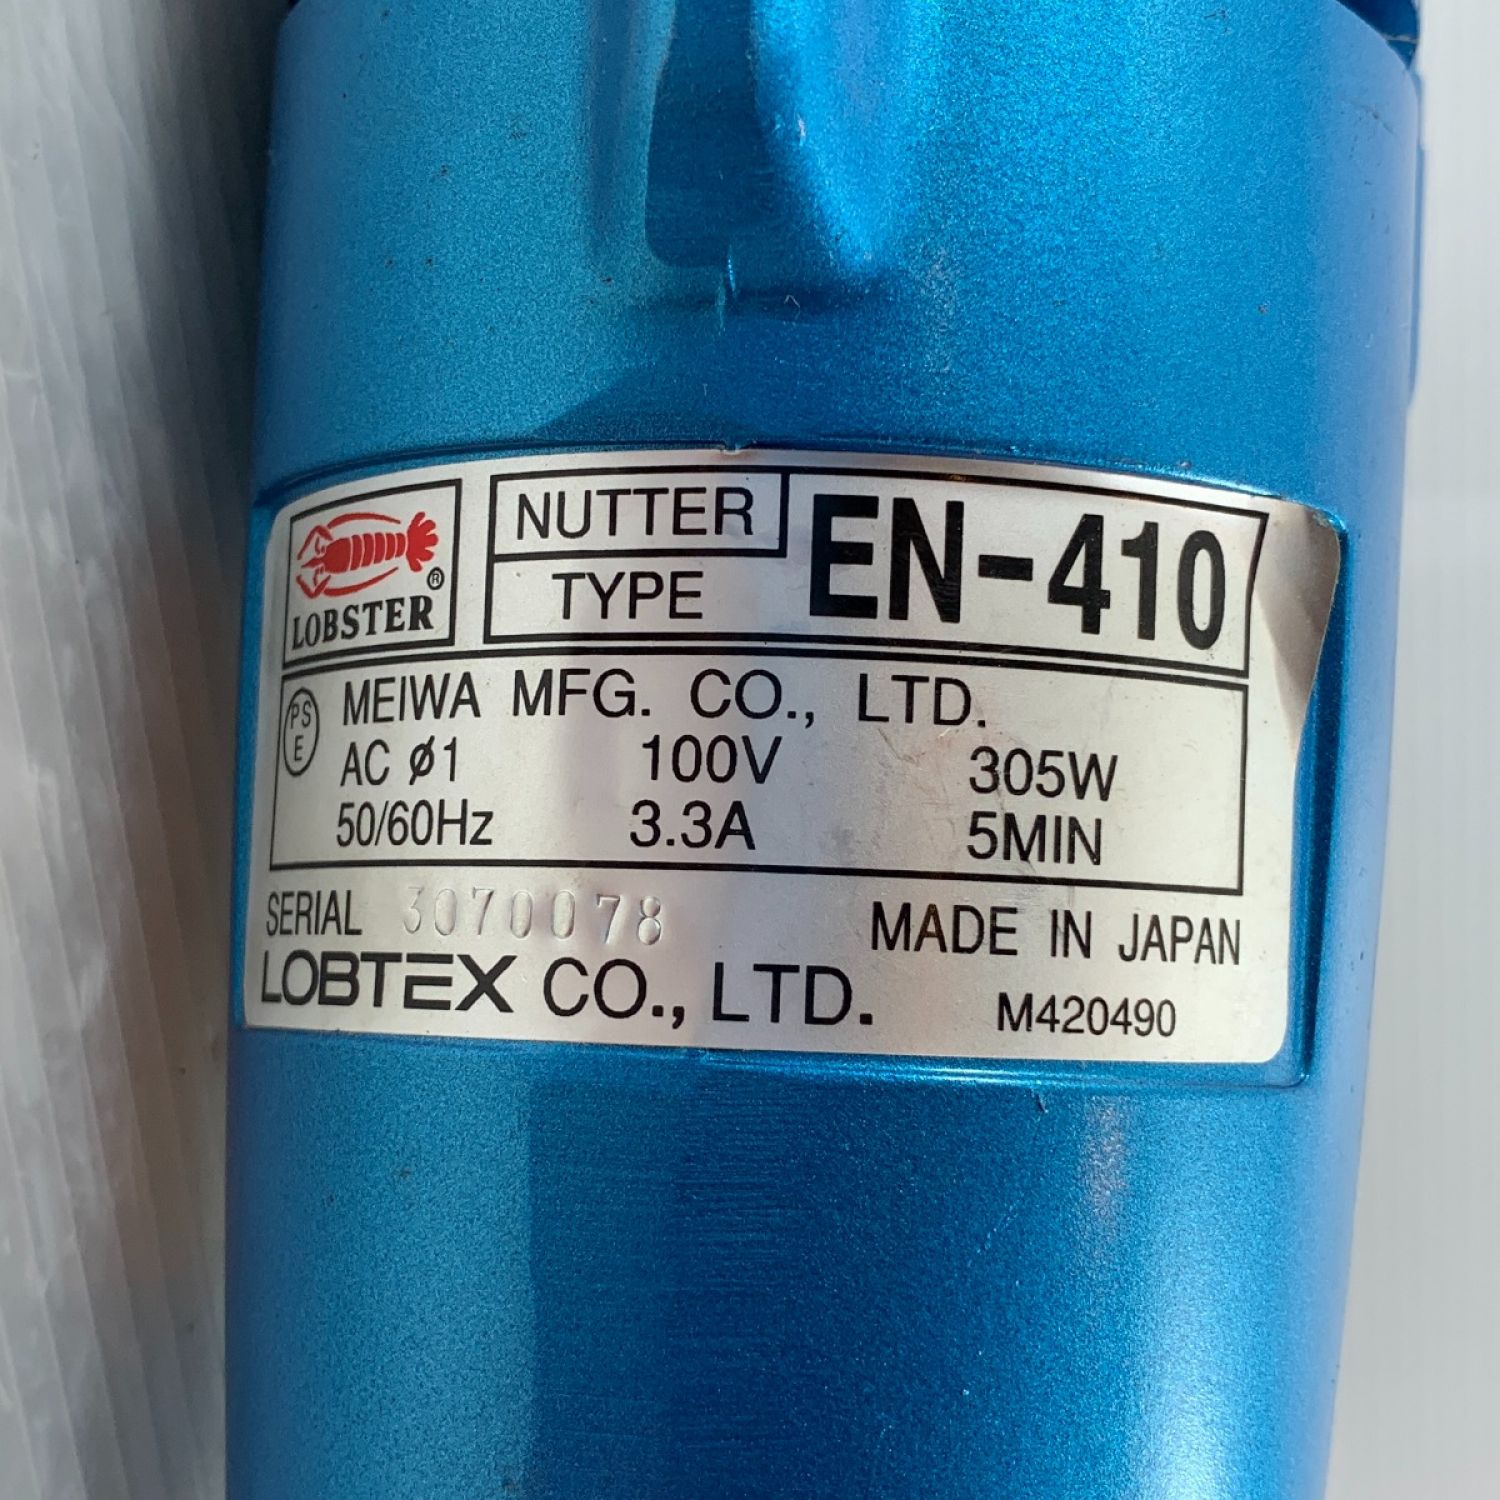 LOBSTER®
NUTTER
TYPE
EN-410
PS
E
MEIWA MFG. CO., LTD.
AC ø1 100V 305W
50/60Hz 3.3A 5MIN
SERIAL 3070078 MADE IN JAPAN
LOBTEX CO., LTD. M420490